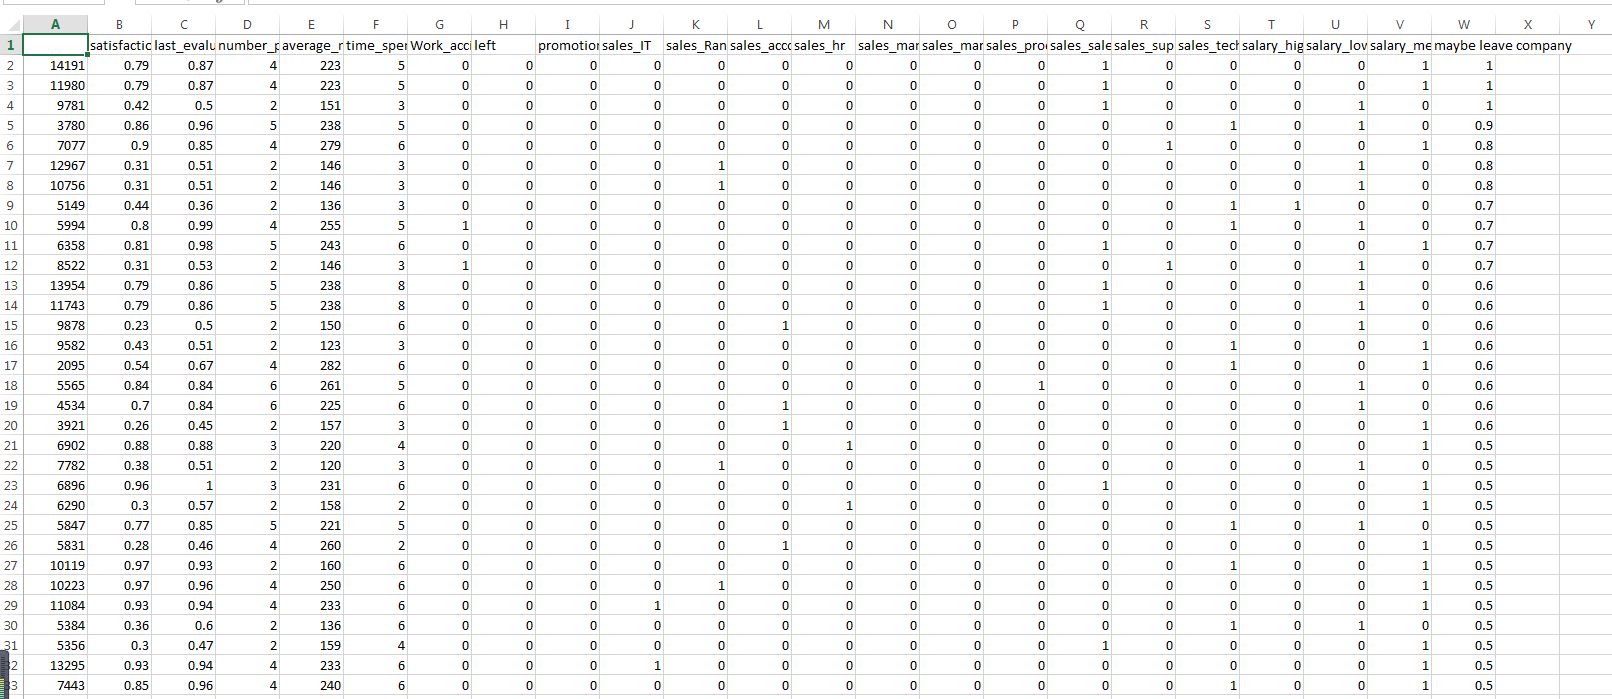 A B C D E F G H I J K L M N O P Q R S T U V W X Y
1 satisfactio last_evalu number_p average_r time_spen Work_acci left promotion sales_IT sales_Ran sales_acco sales_hr sales_mar sales_mar sales_pro sales_sale sales_sup sales_tech salary_hig salary_low salary_me maybe leave company
2 14191 0.79 0.87 4 223 5 0 0 0 0 0 0 0 0 0 0 1 0 0 0 0 1 1
3 11980 0.79 0.87 4 223 5 0 0 0 0 0 0 0 0 0 0 1 0 0 0 0 1 1
4 9781 0.42 0.5 2 151 3 0 0 0 0 0 0 0 0 0 0 1 0 0 0 1 0 1
5 3780 0.86 0.96 5 238 5 0 0 0 0 0 0 0 0 0 0 0 0 1 0 1 0 0.9
6 7077 0.9 0.85 4 279 6 0 0 0 0 0 0 0 0 0 0 0 1 0 0 0 1 0.8
7 12967 0.31 0.51 2 146 3 0 0 0 0 1 0 0 0 0 0 0 0 0 0 1 0 0.8
8 10756 0.31 0.51 2 146 3 0 0 0 0 1 0 0 0 0 0 0 0 0 0 1 0 0.8
9 5149 0.44 0.36 2 136 3 0 0 0 0 0 0 0 0 0 0 0 0 1 1 0 0 0.7
10 5994 0.8 0.99 4 255 5 1 0 0 0 0 0 0 0 0 0 0 0 1 0 1 0 0.7
11 6358 0.81 0.98 5 243 6 0 0 0 0 0 0 0 0 0 0 1 0 0 0 0 1 0.7
12 8522 0.31 0.53 2 146 3 1 0 0 0 0 0 0 0 0 0 0 1 0 0 1 0 0.7
13 13954 0.79 0.86 5 238 8 0 0 0 0 0 0 0 0 0 0 1 0 0 0 1 0 0.6
14 11743 0.79 0.86 5 238 8 0 0 0 0 0 0 0 0 0 0 1 0 0 0 1 0 0.6
15 9878 0.23 0.5 2 150 6 0 0 0 0 0 1 0 0 0 0 0 0 0 0 1 0 0.6
16 9582 0.43 0.51 2 123 3 0 0 0 0 0 0 0 0 0 0 0 0 1 0 0 1 0.6
17 2095 0.54 0.67 4 282 6 0 0 0 0 0 0 0 0 0 0 0 0 1 0 0 1 0.6
18 5565 0.84 0.84 6 261 5 0 0 0 0 0 0 0 0 0 1 0 0 0 0 1 0 0.6
19 4534 0.7 0.84 6 225 6 0 0 0 0 0 1 0 0 0 0 0 0 0 0 1 0 0.6
20 3921 0.26 0.45 2 157 3 0 0 0 0 0 1 0 0 0 0 0 0 0 0 0 1 0.6
21 6902 0.88 0.88 3 220 4 0 0 0 0 0 0 1 0 0 0 0 0 0 0 0 1 0.5
22 7782 0.38 0.51 2 120 3 0 0 0 0 1 0 0 0 0 0 0 0 0 0 1 0 0.5
23 6896 0.96 1 3 231 6 0 0 0 0 0 0 0 0 0 0 1 0 0 0 0 1 0.5
24 6290 0.3 0.57 2 158 2 0 0 0 0 0 0 1 0 0 0 0 0 0 0 0 1 0.5
25 5847 0.77 0.85 5 221 5 0 0 0 0 0 0 0 0 0 0 0 0 1 0 1 0 0.5
26 5831 0.28 0.46 4 260 2 0 0 0 0 0 1 0 0 0 0 0 0 0 0 0 1 0.5
27 10119 0.97 0.93 2 160 6 0 0 0 0 0 0 0 0 0 0 0 0 1 0 0 1 0.5
28 10223 0.97 0.96 4 250 6 0 0 0 0 1 0 0 0 0 0 0 0 0 0 0 1 0.5
29 11084 0.93 0.94 4 233 6 0 0 0 1 0 0 0 0 0 0 0 0 0 0 0 1 0.5
30 5384 0.36 0.6 2 136 6 0 0 0 0 0 0 0 0 0 0 0 0 1 0 1 0 0.5
31 5356 0.3 0.47 2 159 4 0 0 0 0 0 0 0 0 0 0 1 0 0 0 0 1 0.5
32 13295 0.93 0.94 4 233 6 0 0 0 1 0 0 0 0 0 0 0 0 0 0 0 1 0.5
33 7443 0.85 0.96 4 240 6 0 0 0 0 0 0 0 0 0 0 0 0 1 0 0 1 0.5